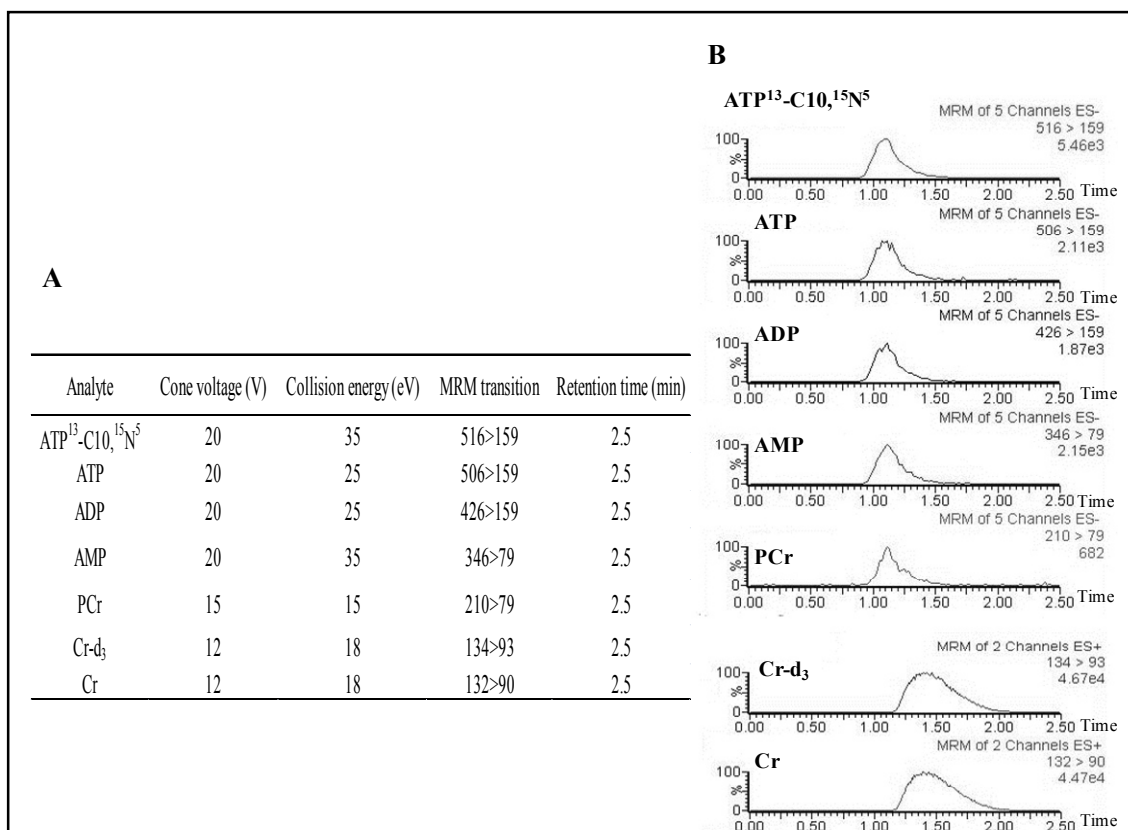 A
Analyte Cone voltage (V) Collision energy (eV) MRM transition Retention time (min)
ATP¹³-C10,¹⁵N⁵ 20 35 516>159 2.5
ATP 20 25 506>159 2.5
ADP 20 25 426>159 2.5
AMP 20 35 346>79 2.5
PCr 15 15 210>79 2.5
Cr-d₃ 12 18 134>93 2.5
Cr 12 18 132>90 2.5
B
ATP¹³-C10,¹⁵N⁵
MRM of 5 Channels ES-
516 > 159
5.46e3
100
%
0
0.00 0.50 1.00 1.50 2.00 2.50 Time
ATP
MRM of 5 Channels ES-
506 > 159
2.11e3
100
%
0
0.00 0.50 1.00 1.50 2.00 2.50 Time
ADP
MRM of 5 Channels ES-
426 > 159
1.87e3
100
%
0
0.00 0.50 1.00 1.50 2.00 2.50 Time
AMP
MRM of 5 Channels ES-
346 > 79
2.15e3
100
%
0
0.00 0.50 1.00 1.50 2.00 2.50 Time
PCr
MRM of 5 Channels ES-
210 > 79
682
100
%
0
0.00 0.50 1.00 1.50 2.00 2.50 Time
Cr-d₃
MRM of 2 Channels ES+
134 > 93
4.67e4
100
%
0
0.00 0.50 1.00 1.50 2.00 2.50 Time
Cr
MRM of 2 Channels ES+
132 > 90
4.47e4
100
%
0
0.00 0.50 1.00 1.50 2.00 2.50 Time